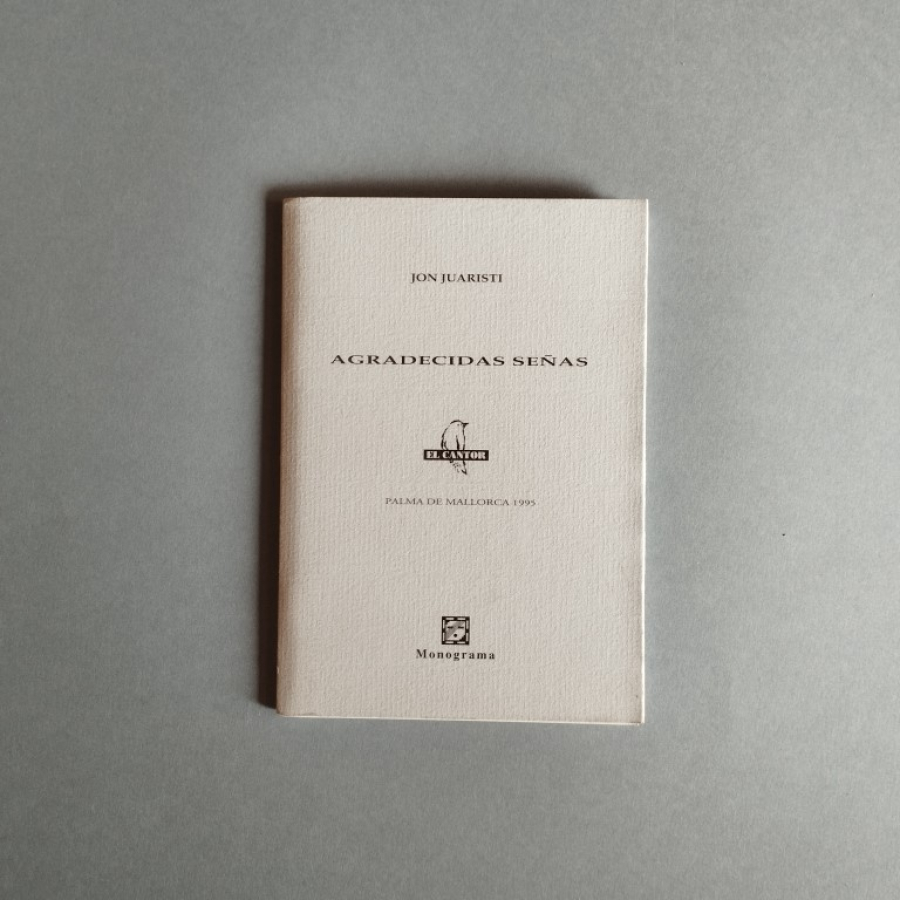 JON JUARISTI
AGRADECIDAS SEÑAS
EL CANTOR
PALMA DE MALLORCA 1995
Monograma